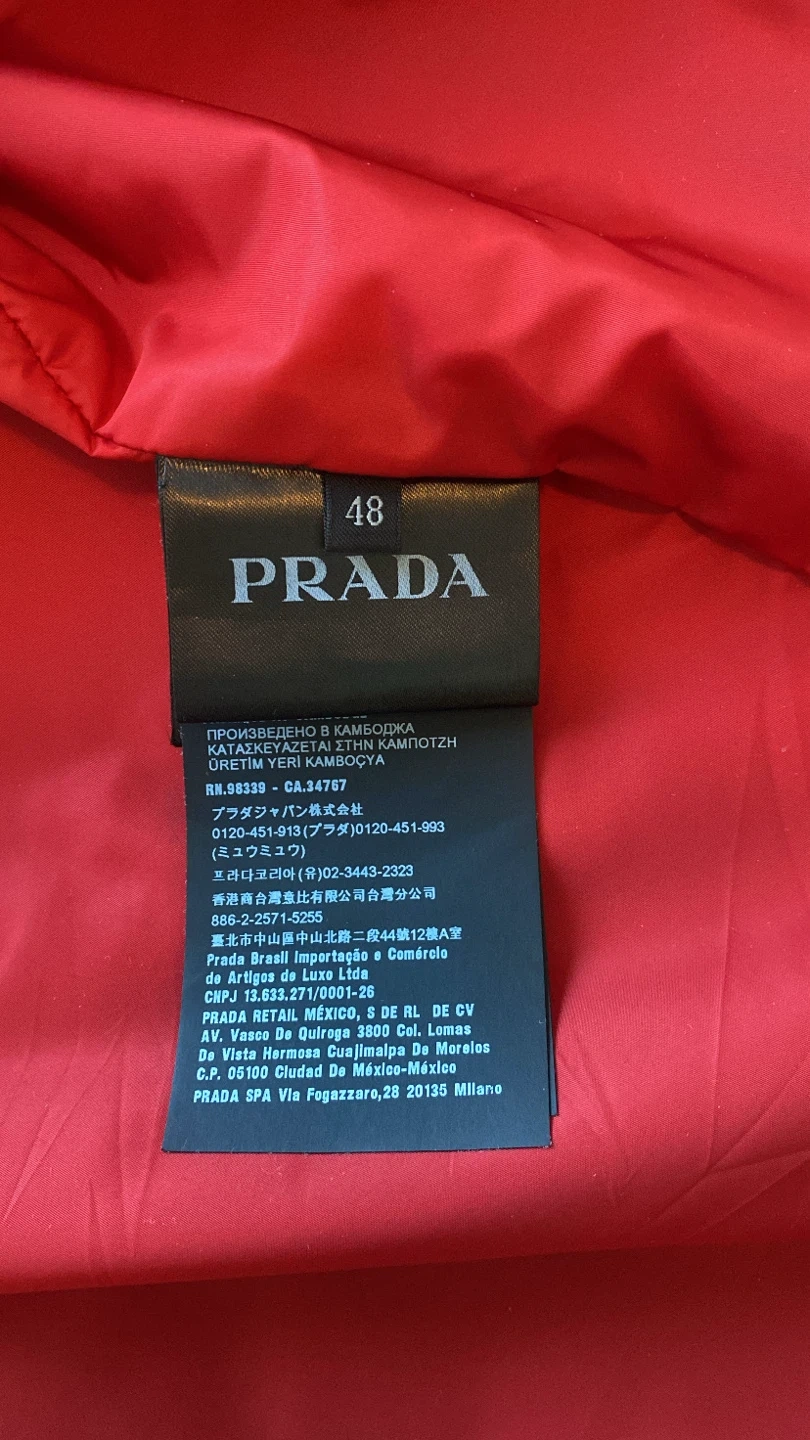 48
PRADA
ПРОИЗВЕДЕНО В КАМБОДЖА
ΚΑΤΑΣΚΕΥΑΖΕΤΑΙ ΣΤΗΝ ΚΑΜΠΟΤΖΗ
ÜRETİM YERİ KAMBOÇYA
RN.98339 - CA.34767
プラダジャパン株式会社
0120-451-913(プラダ)0120-451-993
(ミュウミュウ)
프라다코리아(유)02-3443-2323
香港商台灣意比有限公司台灣分公司
886-2-2571-5255
臺北市中山區中山北路二段44號12樓A室
Prada Brasil Importação e Comércio
de Artigos de Luxo Ltda
CNPJ 13.633.271/0001-26
PRADA RETAIL MÉXICO, S DE RL DE CV
AV. Vasco De Quiroga 3800 Col. Lomas
De Vista Hermosa Cuajimalpa De Morelos
C.P. 05100 Ciudad De México-México
PRADA SPA Via Fogazzaro,28 20135 Milano